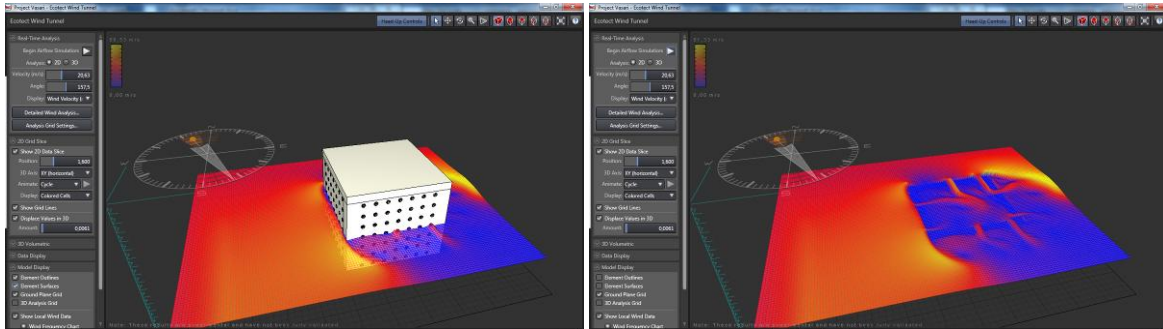 Project Vasari - Ecotect Wind Tunnel
Ecotect Wind Tunnel
Head-Up Controls
Real-Time Analysis
Begin Airflow Simulation
Analysis: 2D 3D
Velocity (m/s) 20,63
Angle: 157,5
Display: Wind Velocity (
Detailed Wind Analysis...
Analysis Grid Settings...
2D Grid Slice
Show 2D Data Slice
Position: 1,600
3D Axis: XY (horizontal)
Animate: Cycle
Display: Colored Cells
Show Grid Lines
Displace Values in 3D
Amount: 0,0061
3D Volumetric
Data Display
Model Display
Element Outlines
Element Surfaces
Ground Plane Grid
3D Analysis Grid
Show Local Wind Data
Wind Frequency Chart
0,00 m/s
Project Vasari - Ecotect Wind Tunnel
Ecotect Wind Tunnel
Head-Up Controls
Real-Time Analysis
Begin Airflow Simulation
Analysis: 2D 3D
Velocity (m/s) 20,63
Angle: 157,5
Display: Wind Velocity (
Detailed Wind Analysis...
Analysis Grid Settings...
2D Grid Slice
Show 2D Data Slice
Position: 1,600
3D Axis: XY (horizontal)
Animate: Cycle
Display: Colored Cells
Show Grid Lines
Displace Values in 3D
Amount: 0,0061
3D Volumetric
Data Display
Model Display
Element Outlines
Element Surfaces
Ground Plane Grid
3D Analysis Grid
Show Local Wind Data
Wind Frequency Chart
0,00 m/s